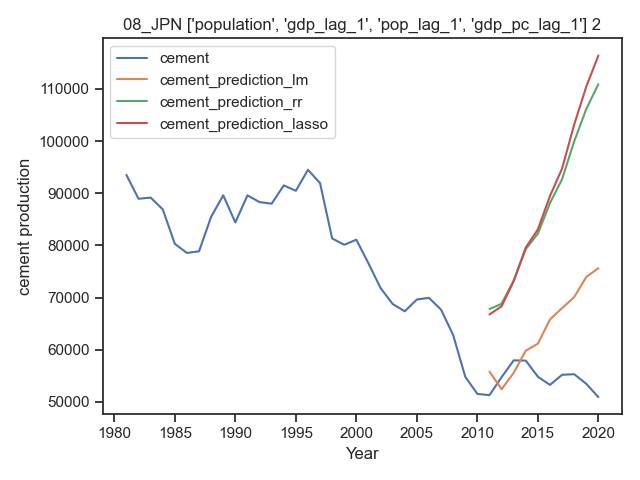 08_JPN ['population', 'gdp_lag_1', 'pop_lag_1', 'gdp_pc_lag_1'] 2
cement
cement_prediction_lm
cement_prediction_rr
cement_prediction_lasso
cement production
110000
100000
90000
80000
70000
60000
50000
1980 1985 1990 1995 2000 2005 2010 2015 2020
Year